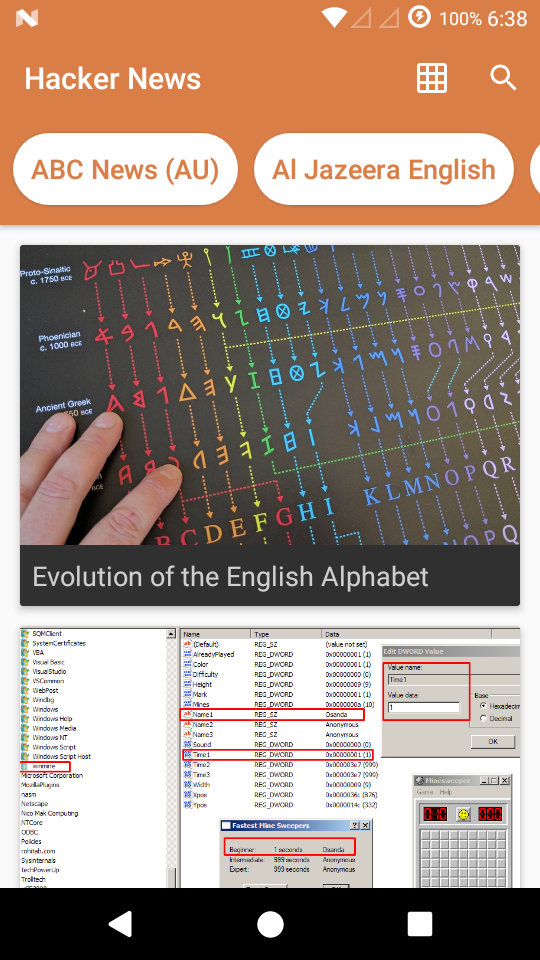 100% 6:38
Hacker News
ABC News (AU)
Al Jazeera English
Proto-Sinaitic
c. 1750 BCE
Phoenician
c. 1000 BCE
Ancient Greek
BCE
K L M N O P Q R
B C D E F G H I
N O P Q
Evolution of the English Alphabet
SQMClient
SystemCertificates
VBA
Visual Basic
VisualStudio
VSCommon
WebPost
Windbg
Windows
Windows Help
Windows Media
Windows NT
Windows Script
Windows Script Host
winmine
Microsoft Corporation
MozillaPlugins
nasm
Netscape
Nico Mak Computing
NTCore
ODBC
Policies
rohitab.com
Sysinternals
techPowerUp
Trolltech
Name Type Data
(Default) REG_SZ (value not set)
AlreadyPlayed REG_DWORD 0x00000001 (1)
Color REG_DWORD 0x00000001 (1)
Difficulty REG_DWORD 0x00000000 (0)
Height REG_DWORD 0x00000009 (9)
Mark REG_DWORD 0x00000001 (1)
Mines REG_DWORD 0x0000000a (10)
Name1 REG_SZ Osanda
Name2 REG_SZ Anonymous
Name3 REG_SZ Anonymous
Sound REG_DWORD 0x00000000 (0)
Time1 REG_DWORD 0x00000001 (1)
Time2 REG_DWORD 0x000003e7 (999)
Time3 REG_DWORD 0x000003e7 (999)
Width REG_DWORD 0x00000009 (9)
Xpos REG_DWORD 0x0000036c (876)
Ypos REG_DWORD 0x0000014c (332)
Edit DWORD Value
Value name:
Time1
Value data:
1
Base
Hexadecim
Decimal
OK
Fastest Mine Sweepers
Beginner: 1 seconds Osanda
Intermediate: 999 seconds Anonymous
Expert: 999 seconds Anonymous
Minesweeper
Game Help
010 000